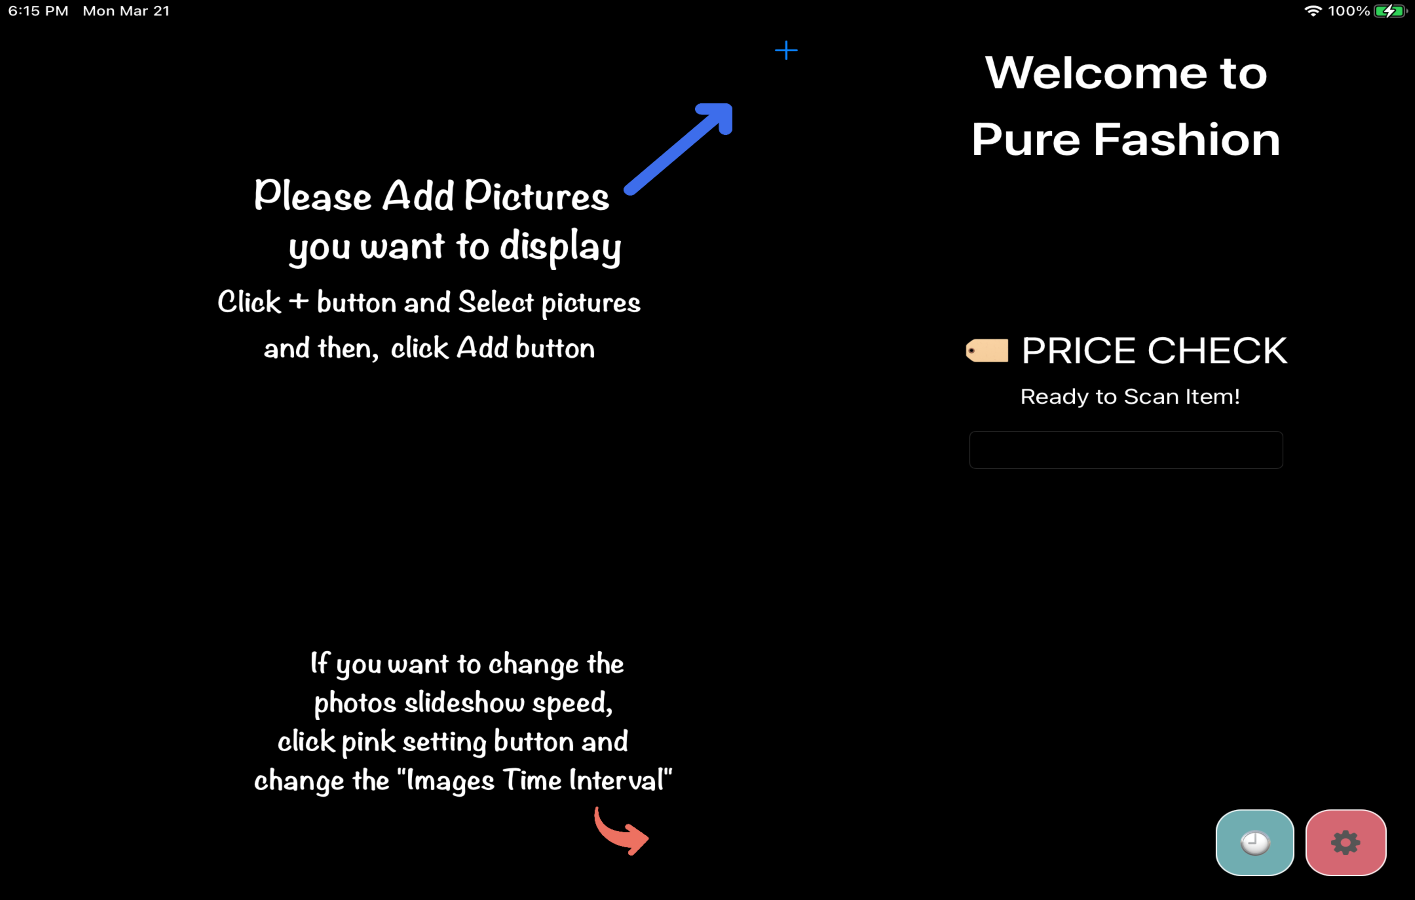 6:15 PM Mon Mar 21
100%
Welcome to
Pure Fashion
Please Add Pictures
you want to display
Click + button and Select pictures
and then, click Add button
PRICE CHECK
Ready to Scan Item!
If you want to change the
photos slideshow speed,
click pink setting button and
change the "Images Time Interval"